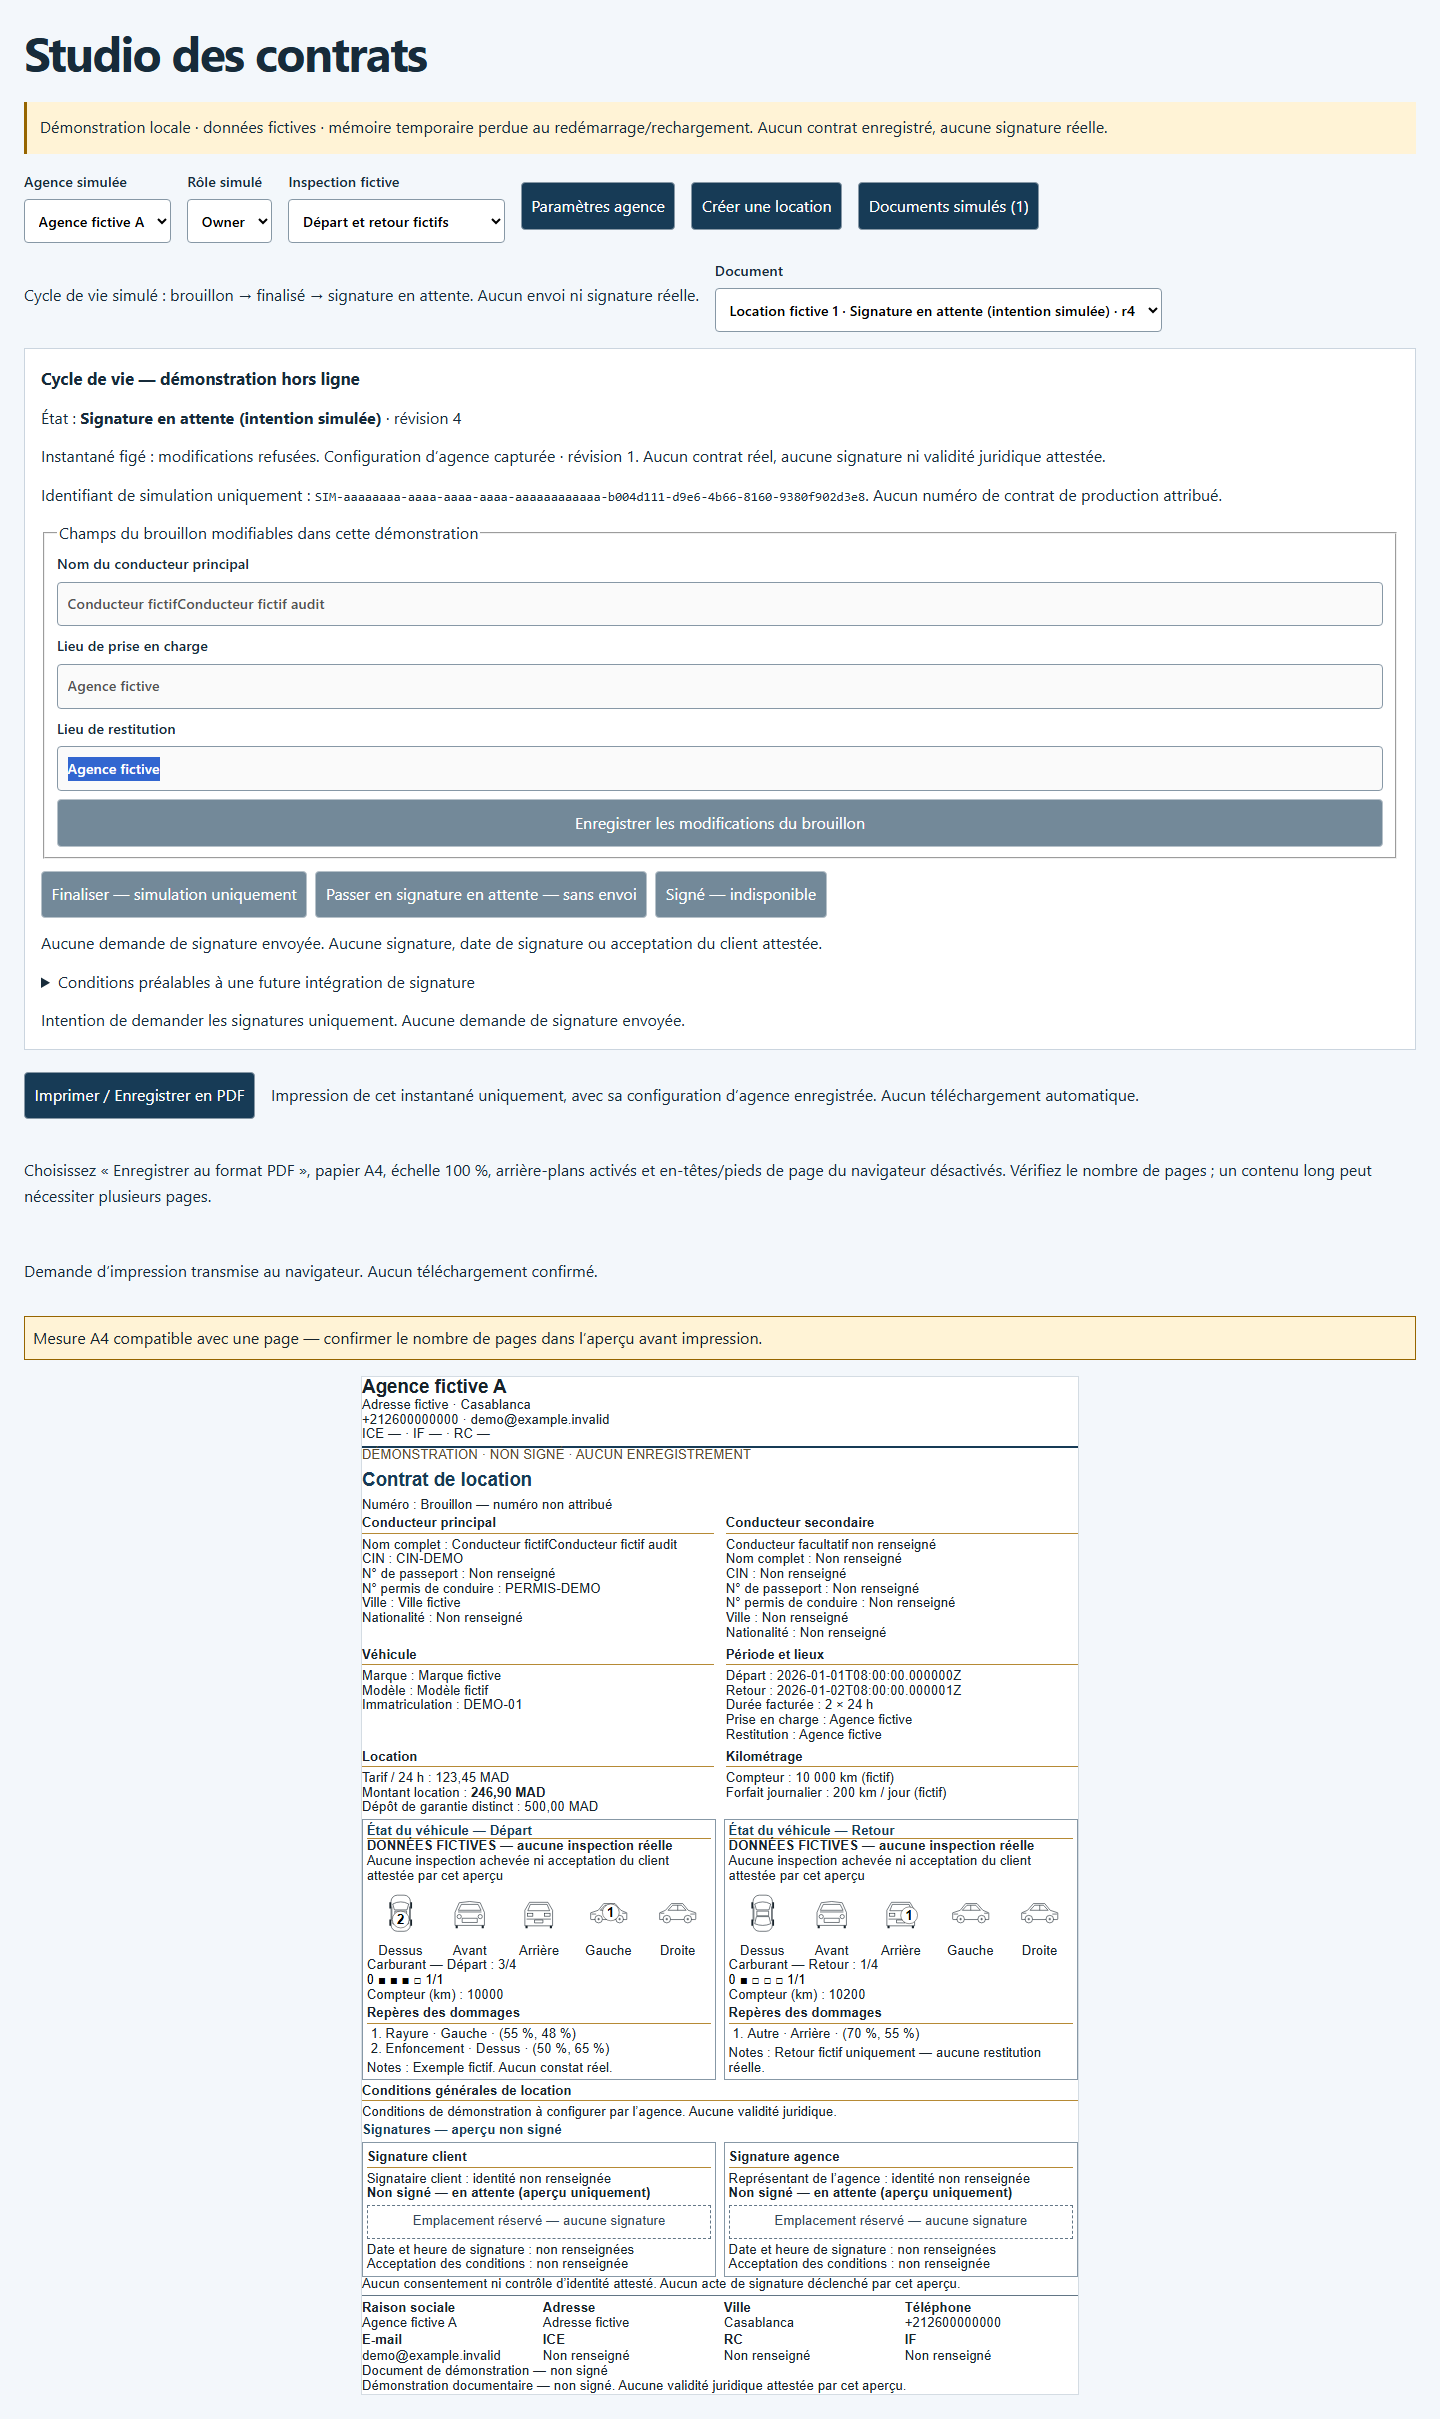 Studio des contrats
Démonstration locale · données fictives · mémoire temporaire perdue au redémarrage/rechargement. Aucun contrat enregistré, aucune signature réelle.
Agence simulée
Rôle simulé
Inspection fictive
Agence fictive A
Owner
Départ et retour fictifs
Paramètres agence
Créer une location
Documents simulés (1)
Cycle de vie simulé : brouillon → finalisé → signature en attente. Aucun envoi ni signature réelle.
Document
Location fictive 1 · Signature en attente (intention simulée) · r4
Cycle de vie — démonstration hors ligne
État : Signature en attente (intention simulée) · révision 4
Instantané figé : modifications refusées. Configuration d’agence capturée · révision 1. Aucun contrat réel, aucune signature ni validité juridique attestée.
Identifiant de simulation uniquement : SIM-aaaaaaaa-aaaa-aaaa-aaaa-aaaaaaaaaaaa-b004d111-d9e6-4b66-8160-9380f902d3e8. Aucun numéro de contrat de production attribué.
Champs du brouillon modifiables dans cette démonstration
Nom du conducteur principal
Conducteur fictifConducteur fictif audit
Lieu de prise en charge
Agence fictive
Lieu de restitution
Agence fictive
Enregistrer les modifications du brouillon
Finaliser — simulation uniquement
Passer en signature en attente — sans envoi
Signé — indisponible
Aucune demande de signature envoyée. Aucune signature, date de signature ou acceptation du client attestée.
▶ Conditions préalables à une future intégration de signature
Intention de demander les signatures uniquement. Aucune demande de signature envoyée.
Imprimer / Enregistrer en PDF
Impression de cet instantané uniquement, avec sa configuration d’agence enregistrée. Aucun téléchargement automatique.
Choisissez « Enregistrer au format PDF », papier A4, échelle 100 %, arrière-plans activés et en-têtes/pieds de page du navigateur désactivés. Vérifiez le nombre de pages ; un contenu long peut
nécessiter plusieurs pages.
Demande d’impression transmise au navigateur. Aucun téléchargement confirmé.
Mesure A4 compatible avec une page — confirmer le nombre de pages dans l’aperçu avant impression.
Agence fictive A
Adresse fictive · Casablanca
+212600000000 · demo@example.invalid
ICE — · IF — · RC —
DÉMONSTRATION · NON SIGNÉ · AUCUN ENREGISTREMENT
Contrat de location
Numéro : Brouillon — numéro non attribué
Conducteur principal
Nom complet : Conducteur fictifConducteur fictif audit
CIN : CIN-DEMO
N° de passeport : Non renseigné
N° permis de conduire : PERMIS-DEMO
Ville : Ville fictive
Nationalité : Non renseigné
Conducteur secondaire
Conducteur facultatif non renseigné
Nom complet : Non renseigné
CIN : Non renseigné
N° de passeport : Non renseigné
N° permis de conduire : Non renseigné
Ville : Non renseigné
Nationalité : Non renseigné
Véhicule
Marque : Marque fictive
Modèle : Modèle fictif
Immatriculation : DEMO-01
Période et lieux
Départ : 2026-01-01T08:00:00.000000Z
Retour : 2026-01-02T08:00:00.000001Z
Durée facturée : 2 × 24 h
Prise en charge : Agence fictive
Restitution : Agence fictive
Location
Tarif / 24 h : 123,45 MAD
Montant location : 246,90 MAD
Dépôt de garantie distinct : 500,00 MAD
Kilométrage
Compteur : 10 000 km (fictif)
Forfait journalier : 200 km / jour (fictif)
État du véhicule — Départ
DONNÉES FICTIVES — aucune inspection réelle
Aucune inspection achevée ni acceptation du client
attestée par cet aperçu
2
1
Dessus Avant Arrière Gauche Droite
Carburant — Départ : 3/4
0 ■ ■ ■ □ 1/1
Compteur (km) : 10000
Repères des dommages
1. Rayure · Gauche · (55 %, 48 %)
2. Enfoncement · Dessus · (50 %, 65 %)
Notes : Exemple fictif. Aucun constat réel.
État du véhicule — Retour
DONNÉES FICTIVES — aucune inspection réelle
Aucune inspection achevée ni acceptation du client
attestée par cet aperçu
1
Dessus Avant Arrière Gauche Droite
Carburant — Retour : 1/4
0 ■ □ □ □ 1/1
Compteur (km) : 10200
Repères des dommages
1. Autre · Arrière · (70 %, 55 %)
Notes : Retour fictif uniquement — aucune restitution
réelle.
Conditions générales de location
Conditions de démonstration à configurer par l’agence. Aucune validité juridique.
Signatures — aperçu non signé
Signature client
Signataire client : identité non renseignée
Non signé — en attente (aperçu uniquement)
Emplacement réservé — aucune signature
Date et heure de signature : non renseignées
Acceptation des conditions : non renseignée
Signature agence
Représentant de l’agence : identité non renseignée
Non signé — en attente (aperçu uniquement)
Emplacement réservé — aucune signature
Date et heure de signature : non renseignées
Acceptation des conditions : non renseignée
Aucun consentement ni contrôle d’identité attesté. Aucun acte de signature déclenché par cet aperçu.
Raison sociale Adresse Ville Téléphone
Agence fictive A Adresse fictive Casablanca +212600000000
E-mail ICE RC IF
demo@example.invalid Non renseigné Non renseigné Non renseigné
Document de démonstration — non signé
Démonstration documentaire — non signé. Aucune validité juridique attestée par cet aperçu.